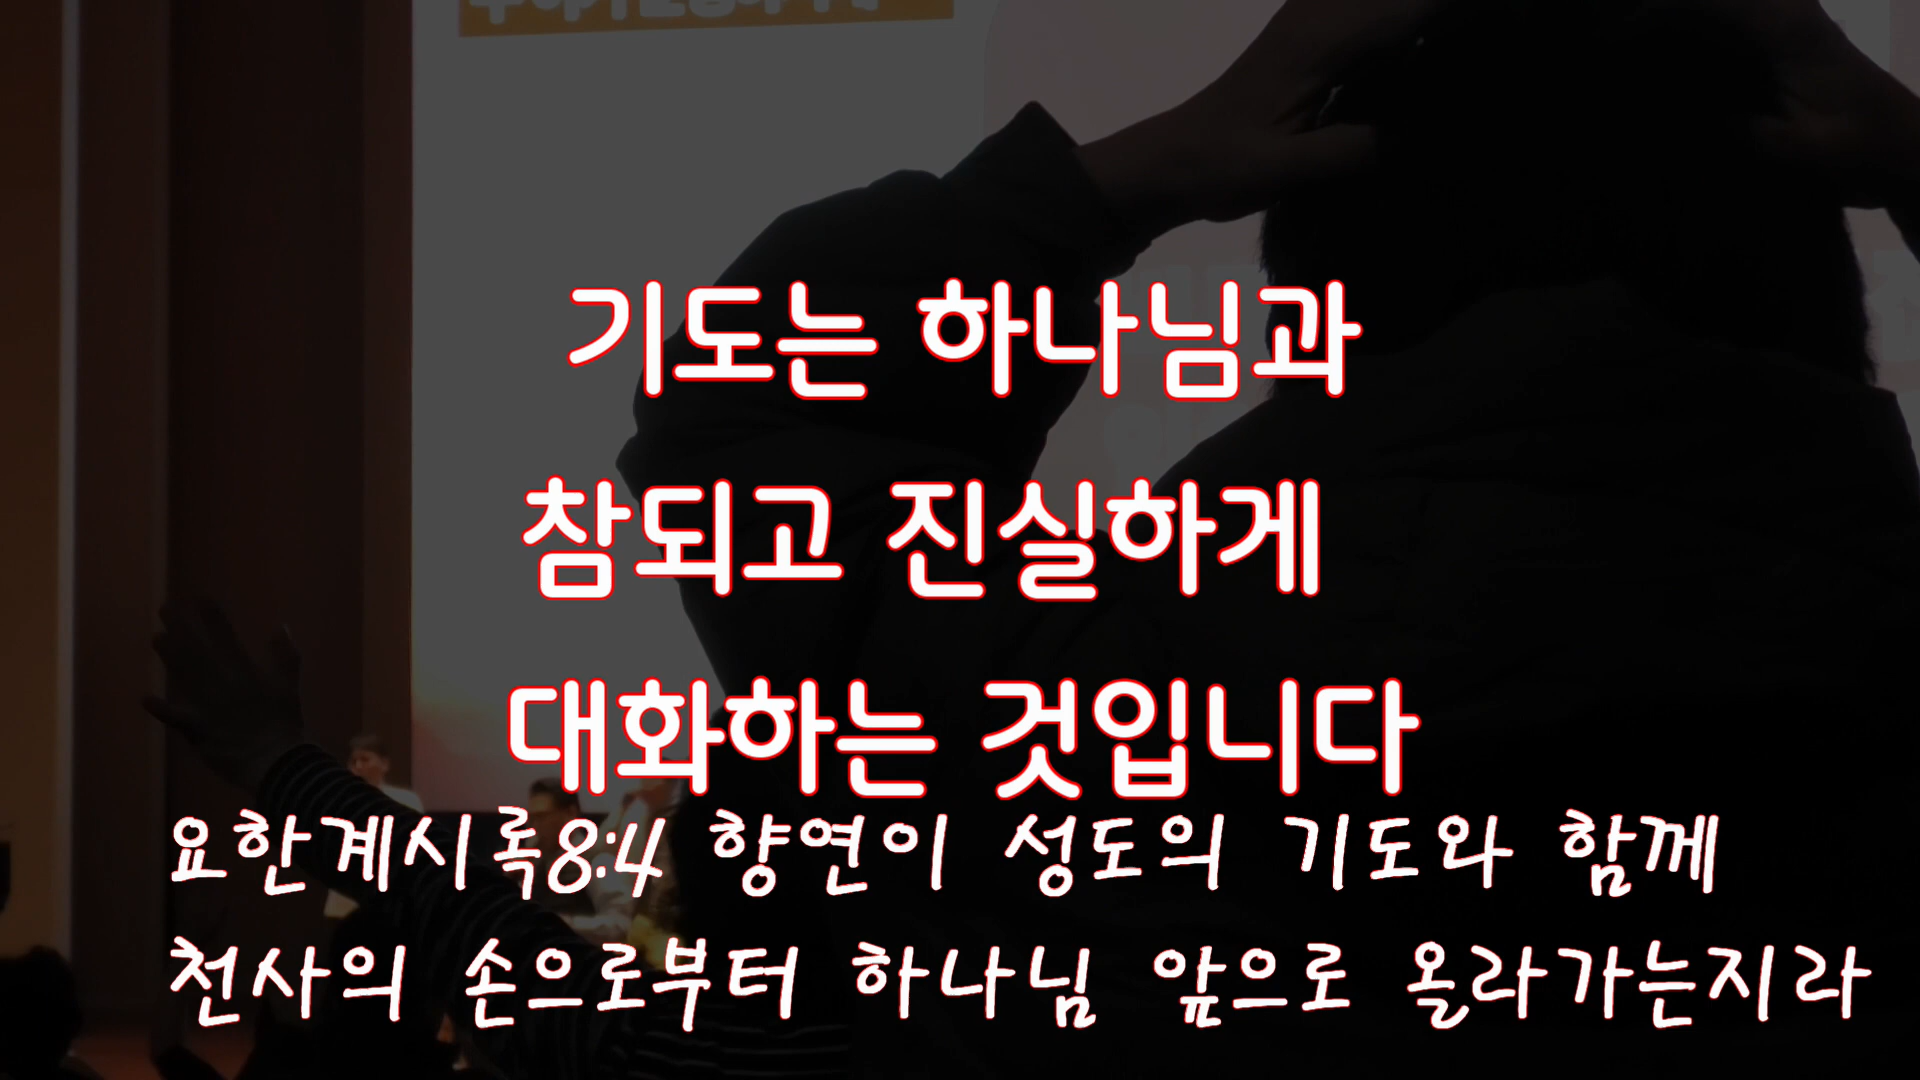 기도는 하나님과
참되고 진실하게
대화하는 것입니다
요한계시록8:4 향연이 성도의 기도와 함께
천사의 손으로부터 하나님 앞으로 올라가는지라